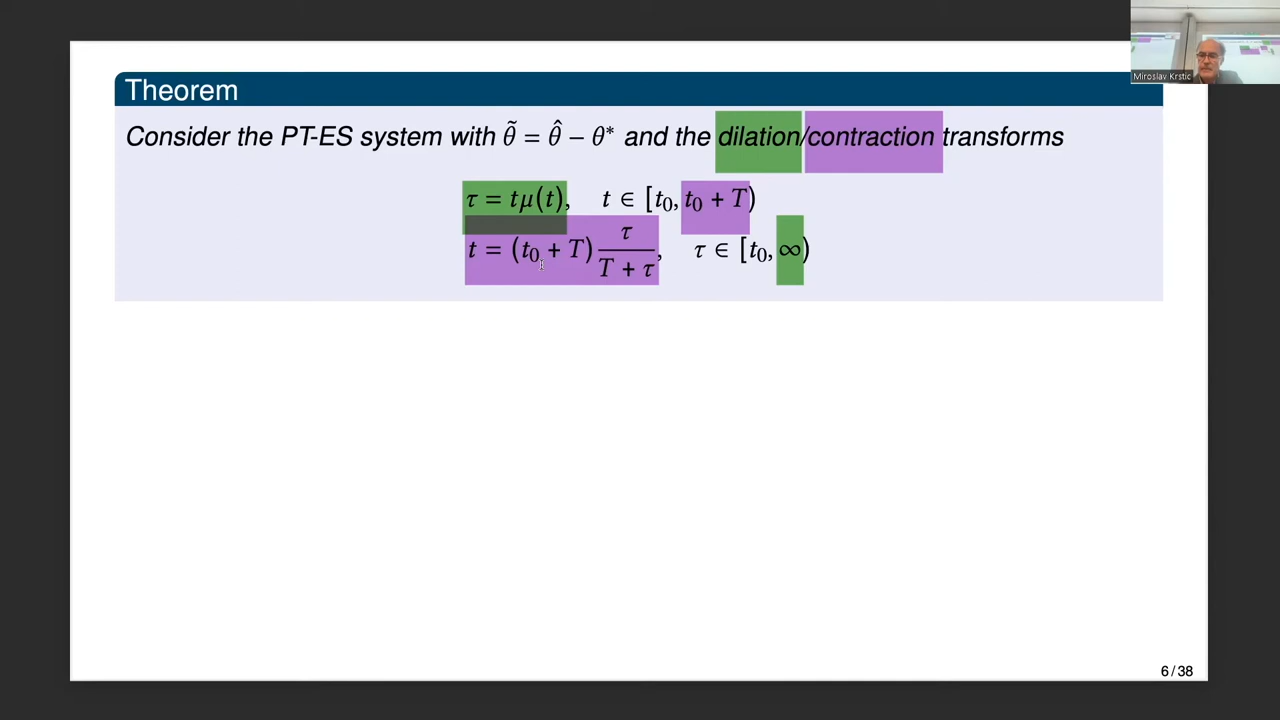 Miroslav Krstic
Theorem
Consider the PT-ES system with θ̃ = θ̂ − θ* and the dilation/contraction transforms
τ = tμ(t), t ∈ [t₀, t₀ + T)
t = (t₀ + T) τ / (T + τ), τ ∈ [t₀, ∞)
6 / 38